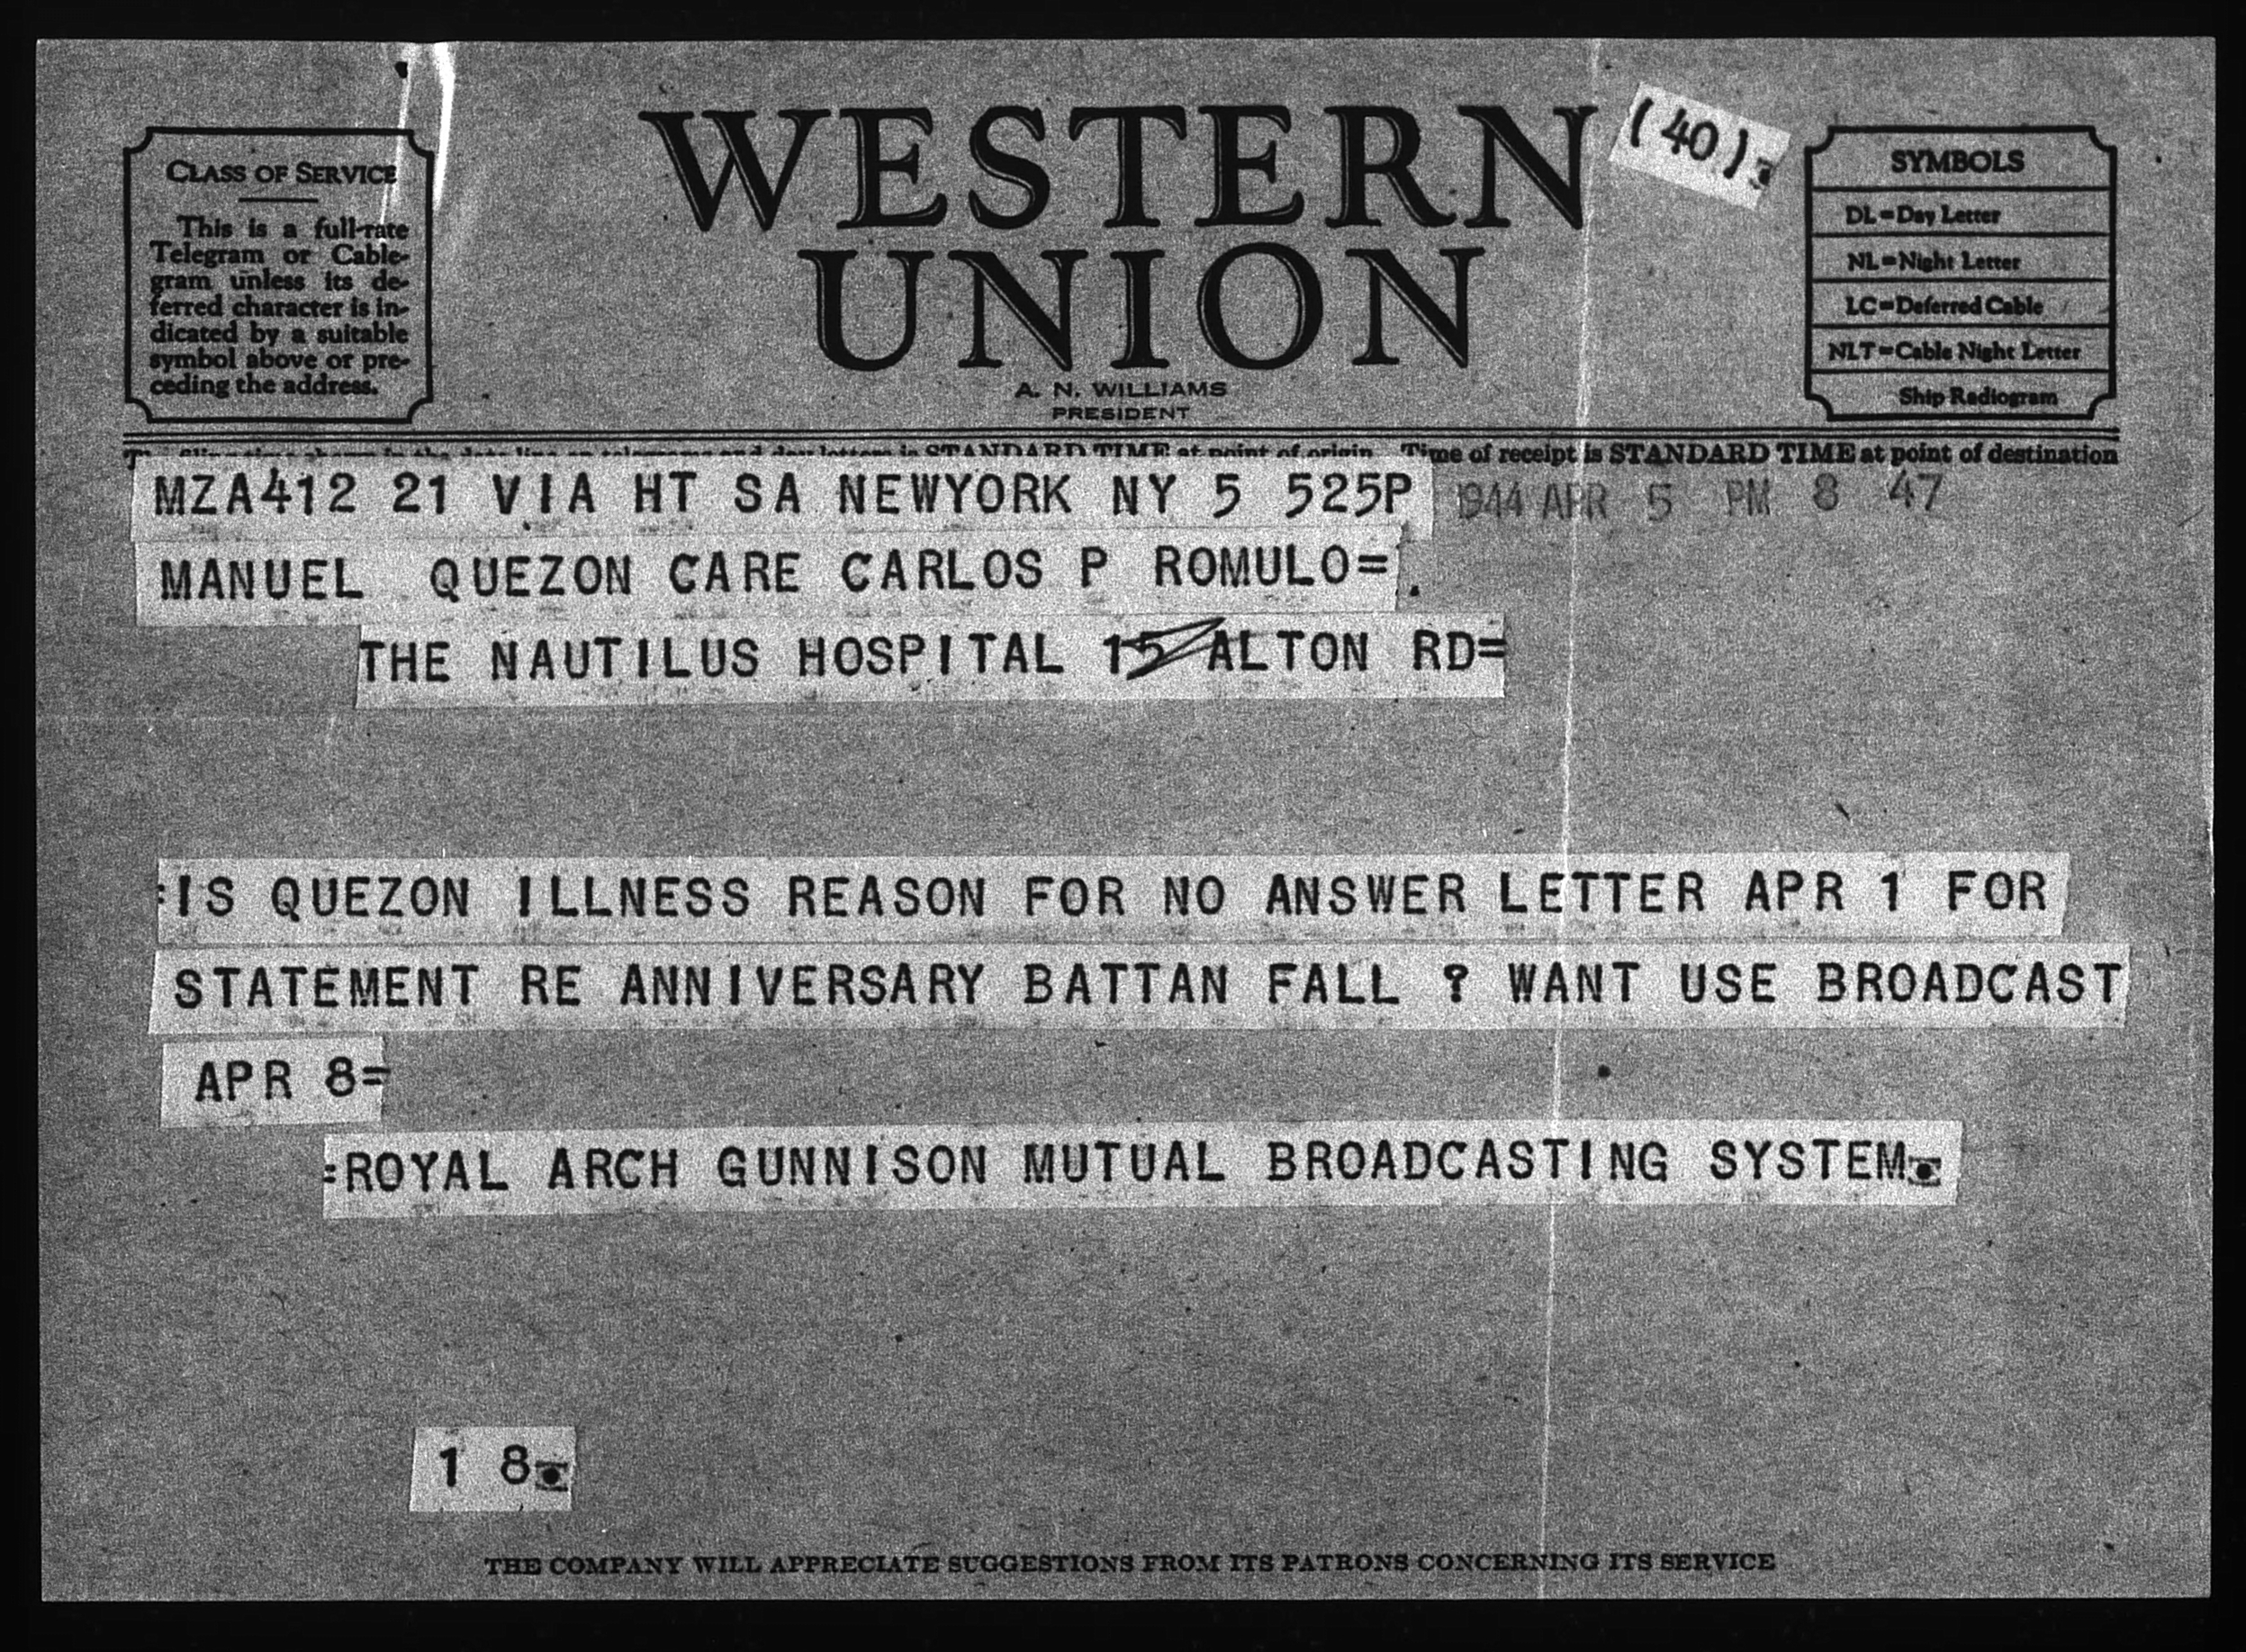 WESTERN
UNION
(40).
A. N. WILLIAMS
PRESIDENT
CLASS OF SERVICE
This is a full-rate
Telegram or Cable-
gram unless its de-
ferred character is in-
dicated by a suitable
symbol above or pre-
ceding the address.
SYMBOLS
DL=Day Letter
NL=Night Letter
LC=Deferred Cable
NLT=Cable Night Letter
Ship Radiogram
STANDARD TIME at point of origin. Time of receipt is STANDARD TIME at point of destination
MZA412 21 VIA HT SA NEWYORK NY 5 525P 1944 APR 5 PM 8 47
MANUEL QUEZON CARE CARLOS P ROMULO=
THE NAUTILUS HOSPITAL 15 ALTON RD=
:IS QUEZON ILLNESS REASON FOR NO ANSWER LETTER APR 1 FOR
STATEMENT RE ANNIVERSARY BATTAN FALL ? WANT USE BROADCAST
APR 8=
=ROYAL ARCH GUNNISON MUTUAL BROADCASTING SYSTEM.
1 8.
THE COMPANY WILL APPRECIATE SUGGESTIONS FROM ITS PATRONS CONCERNING ITS SERVICE